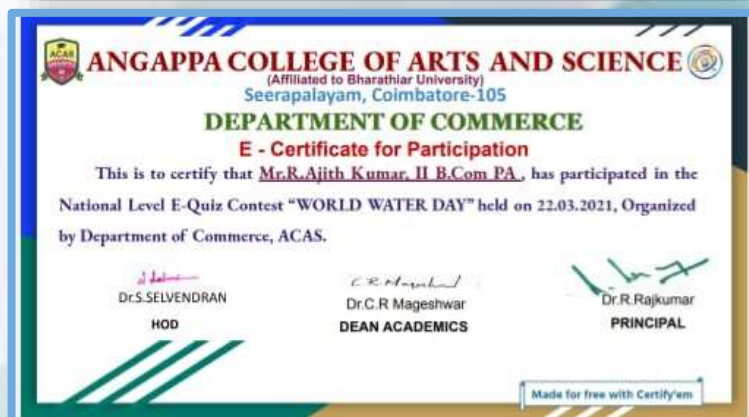 ACAS
ANGAPPA COLLEGE OF ARTS AND SCIENCE
(Affiliated to Bharathiar University)
Seerapalayam, Coimbatore-105
DEPARTMENT OF COMMERCE
E - Certificate for Participation
This is to certify that Mr.R.Ajith Kumar, II B.Com PA , has participated in the
National Level E-Quiz Contest “WORLD WATER DAY” held on 22.03.2021, Organized
by Department of Commerce, ACAS.
Dr.S.SELVENDRAN
HOD
Dr.C.R Mageshwar
DEAN ACADEMICS
Dr.R.Rajkumar
PRINCIPAL
Made for free with Certify'em